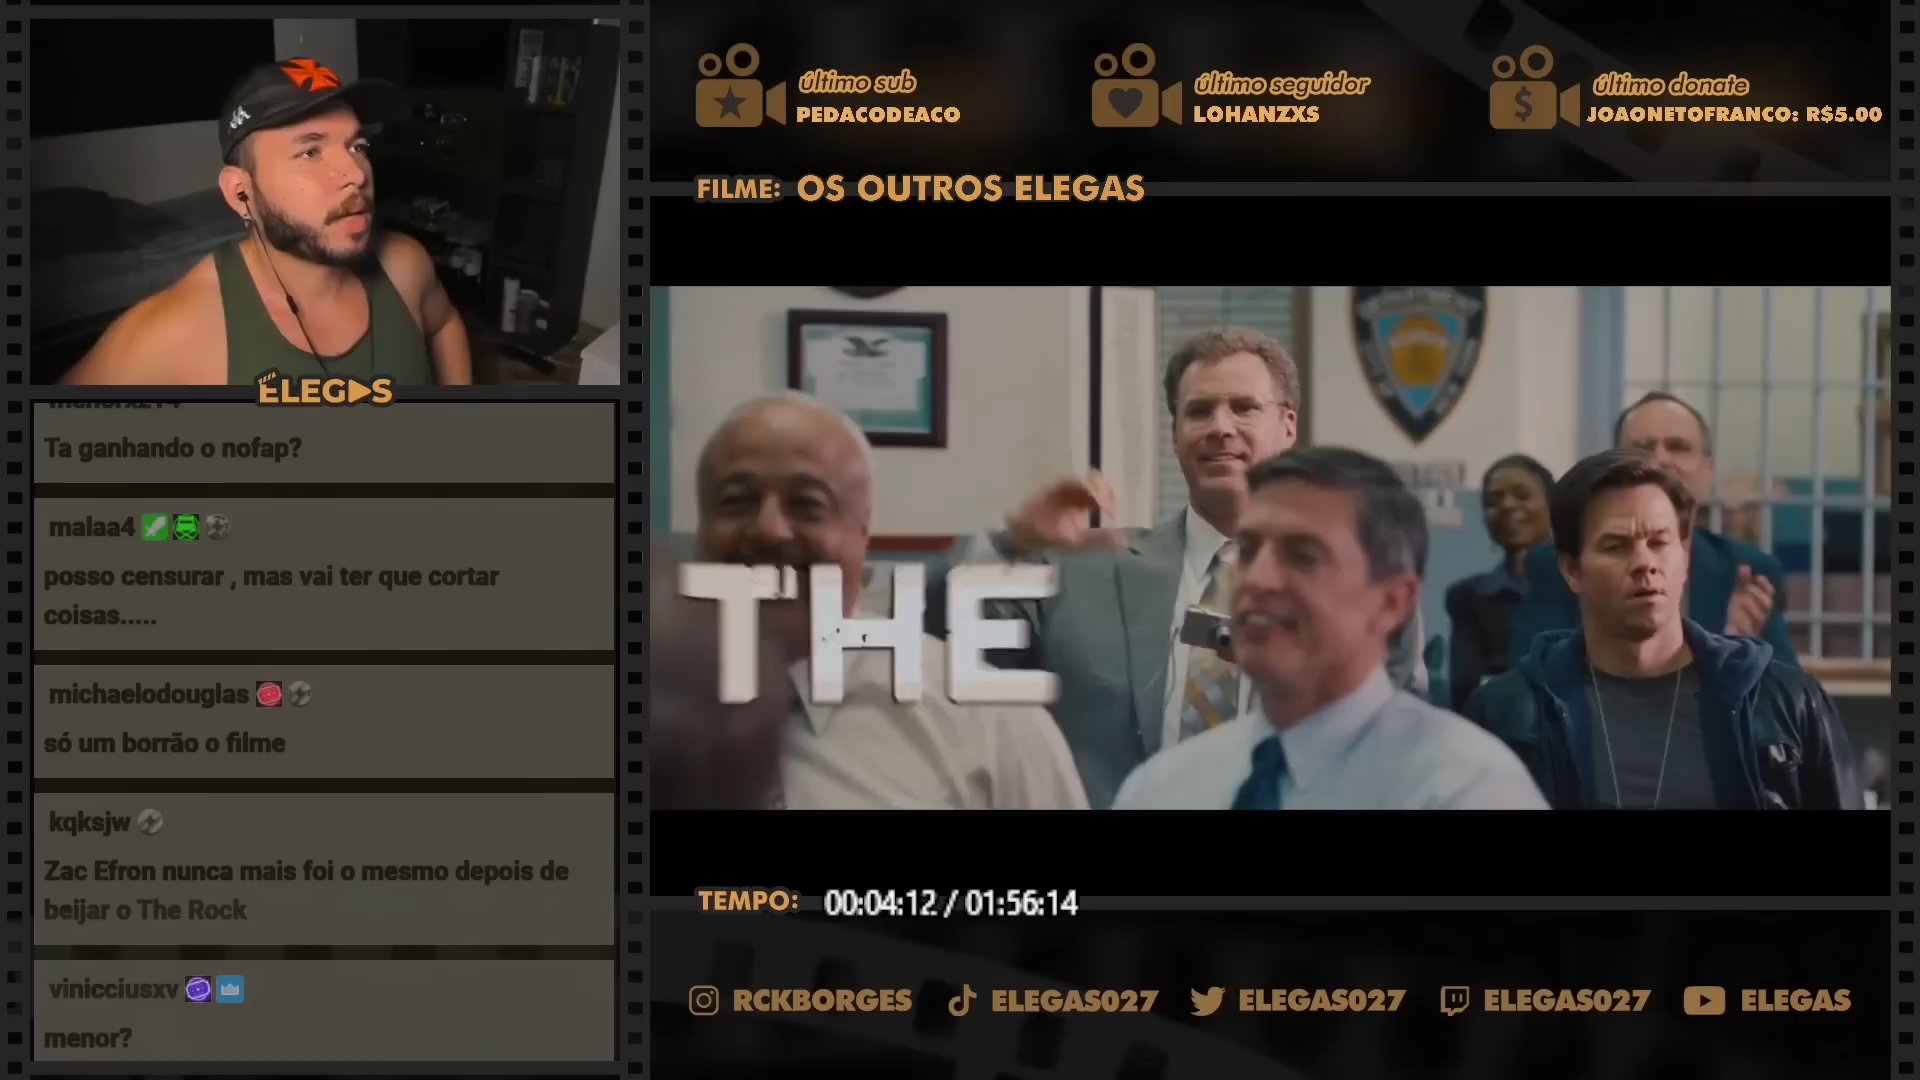 último sub
PEDACODEACO
último seguidor
LOHANZXS
último donate
JOAONETOFRANCO: R$5.00
FILME: OS OUTROS ELEGAS
ELEGAS
Ta ganhando o nofap?
malaa4
posso censurar , mas vai ter que cortar
coisas.....
michaelodouglas
só um borrão o filme
kqksjw
Zac Efron nunca mais foi o mesmo depois de
beijar o The Rock
vinicciusxv
menor?
THE
TEMPO: 00:04:12 / 01:56:14
RCKBORGES
ELEGAS027
ELEGAS027
ELEGAS027
ELEGAS